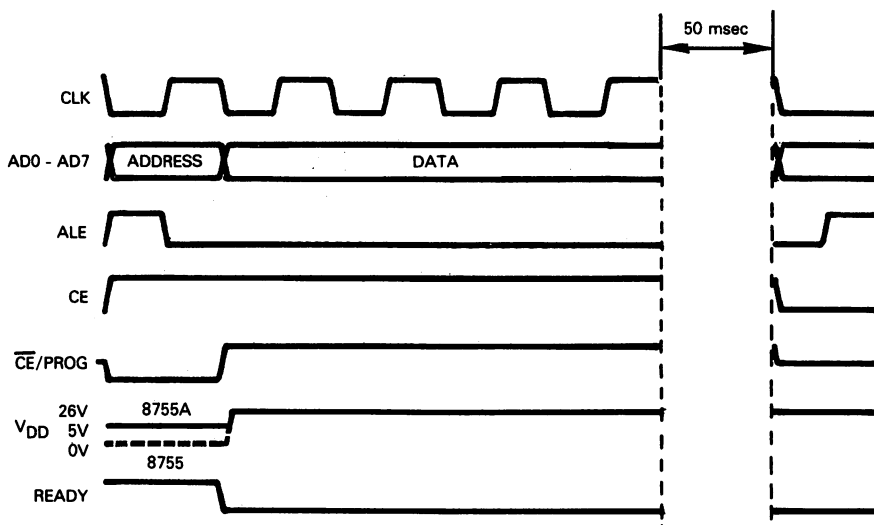 50 msec
CLK
AD0 - AD7 ADDRESS DATA
ALE
CE
CE/PROG
26V 8755A
VDD 5V
0V
8755
READY